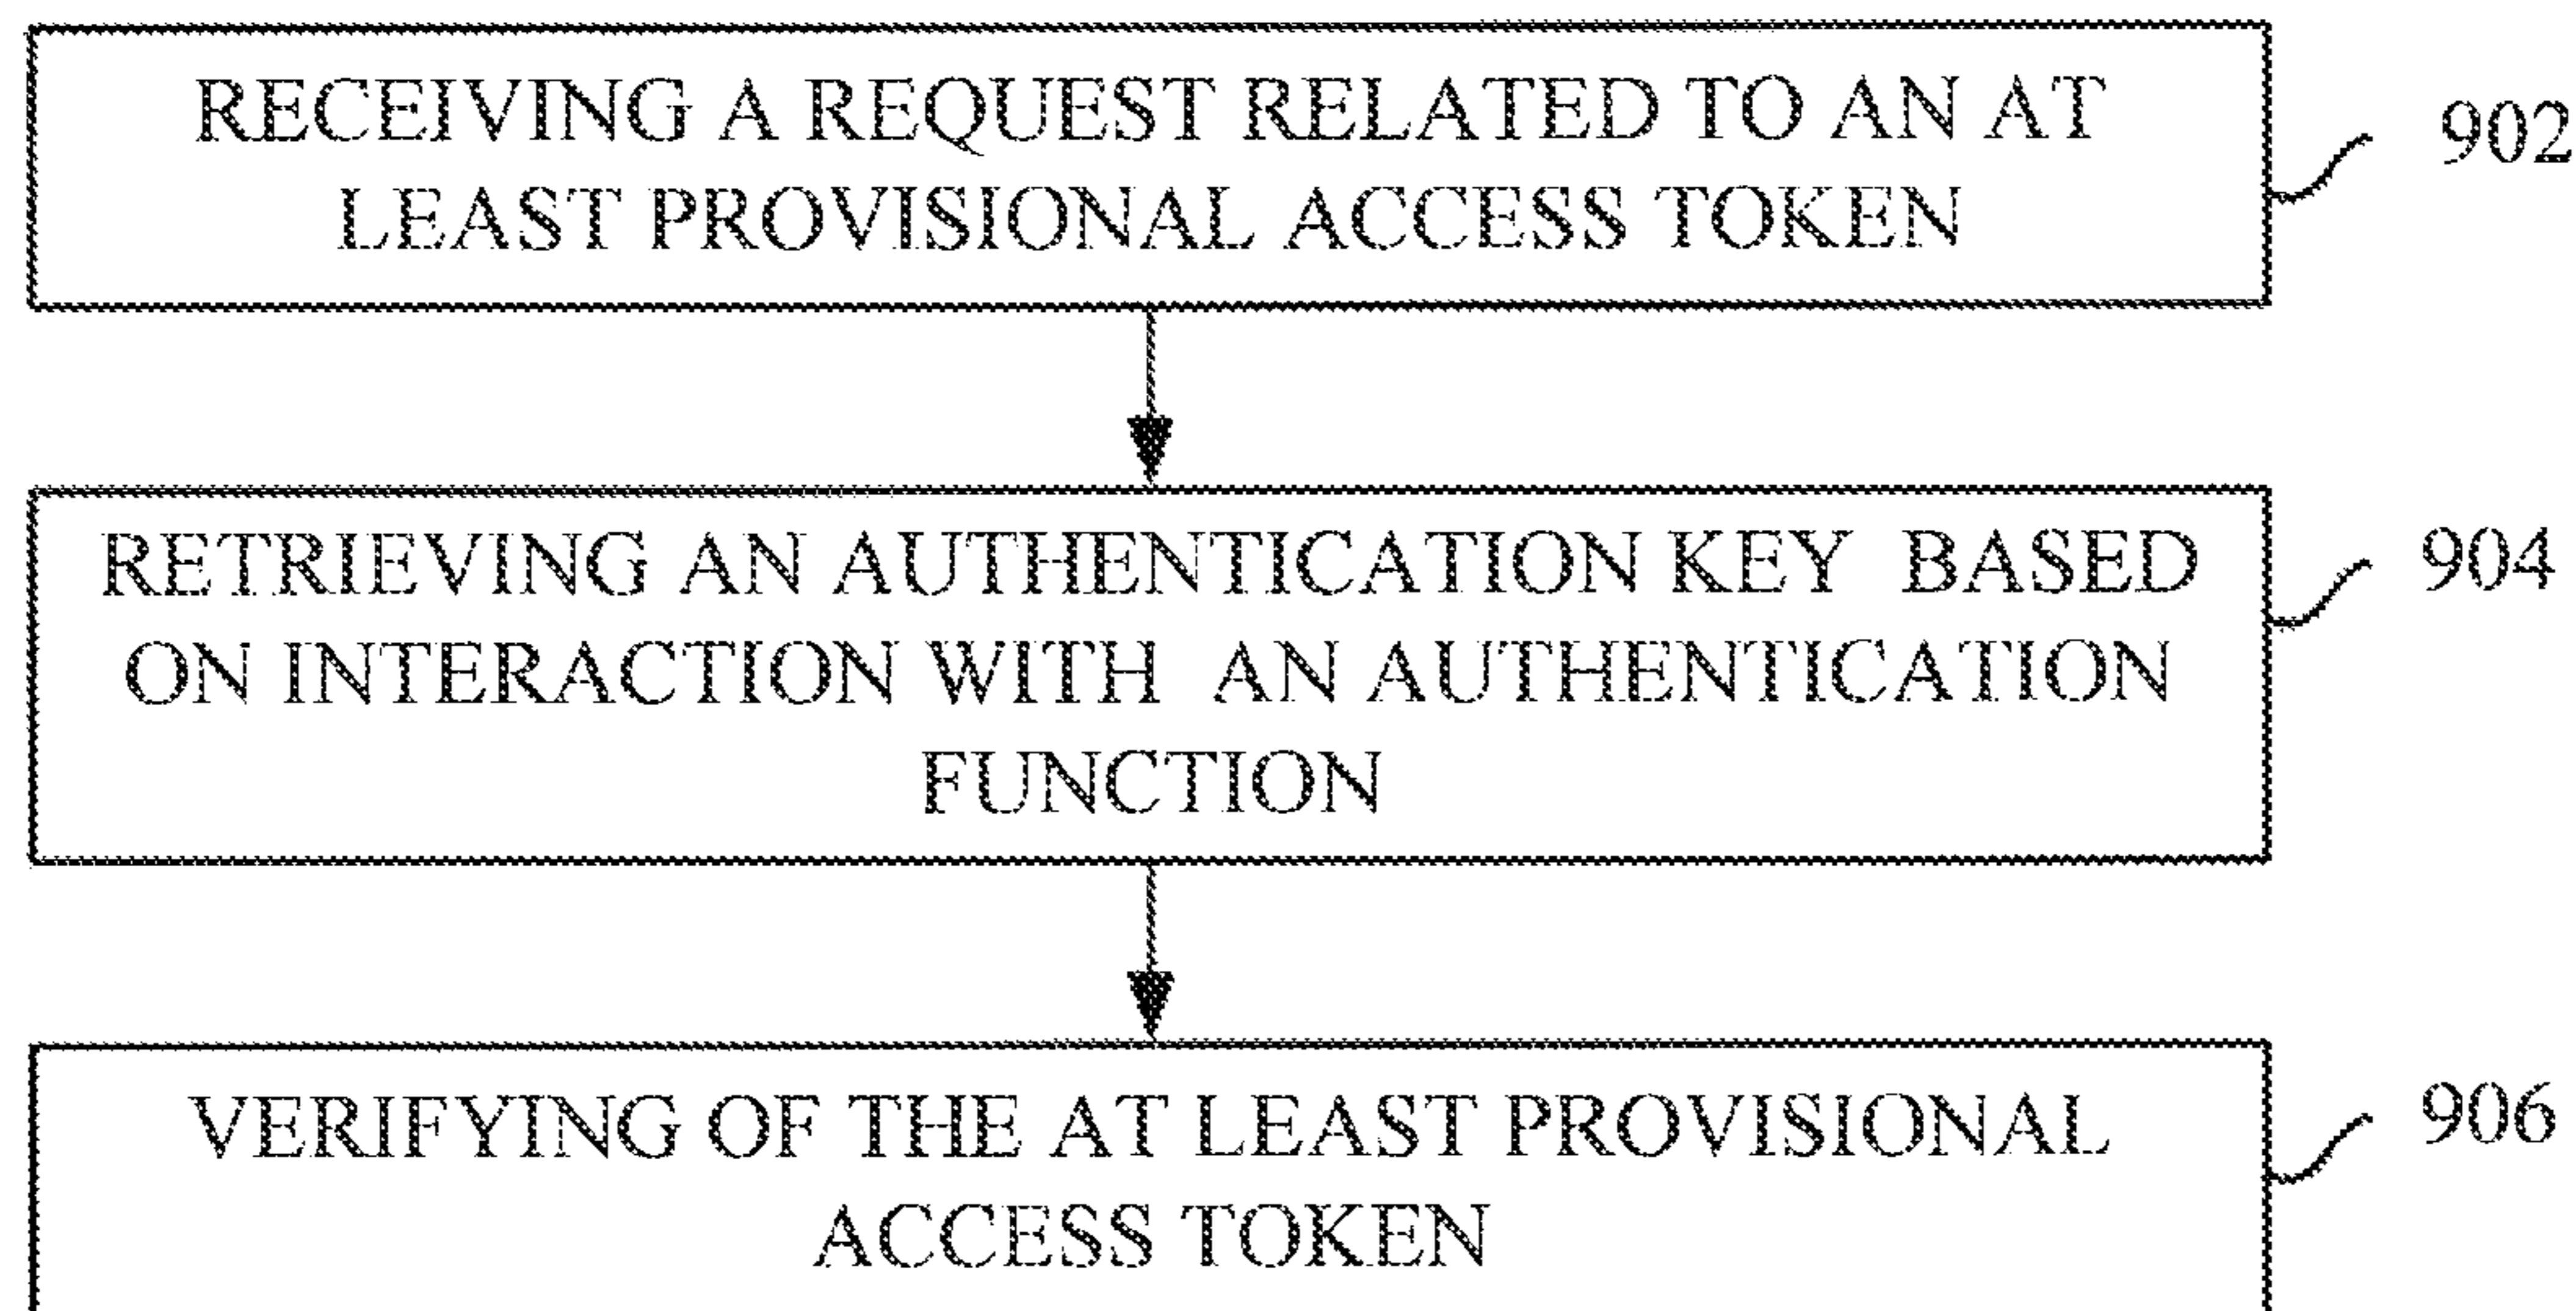 RECEIVING A REQUEST RELATED TO AN AT
LEAST PROVISIONAL ACCESS TOKEN
902
RETRIEVING AN AUTHENTICATION KEY BASED
ON INTERACTION WITH AN AUTHENTICATION
FUNCTION
904
VERIFYING OF THE AT LEAST PROVISIONAL
ACCESS TOKEN
906